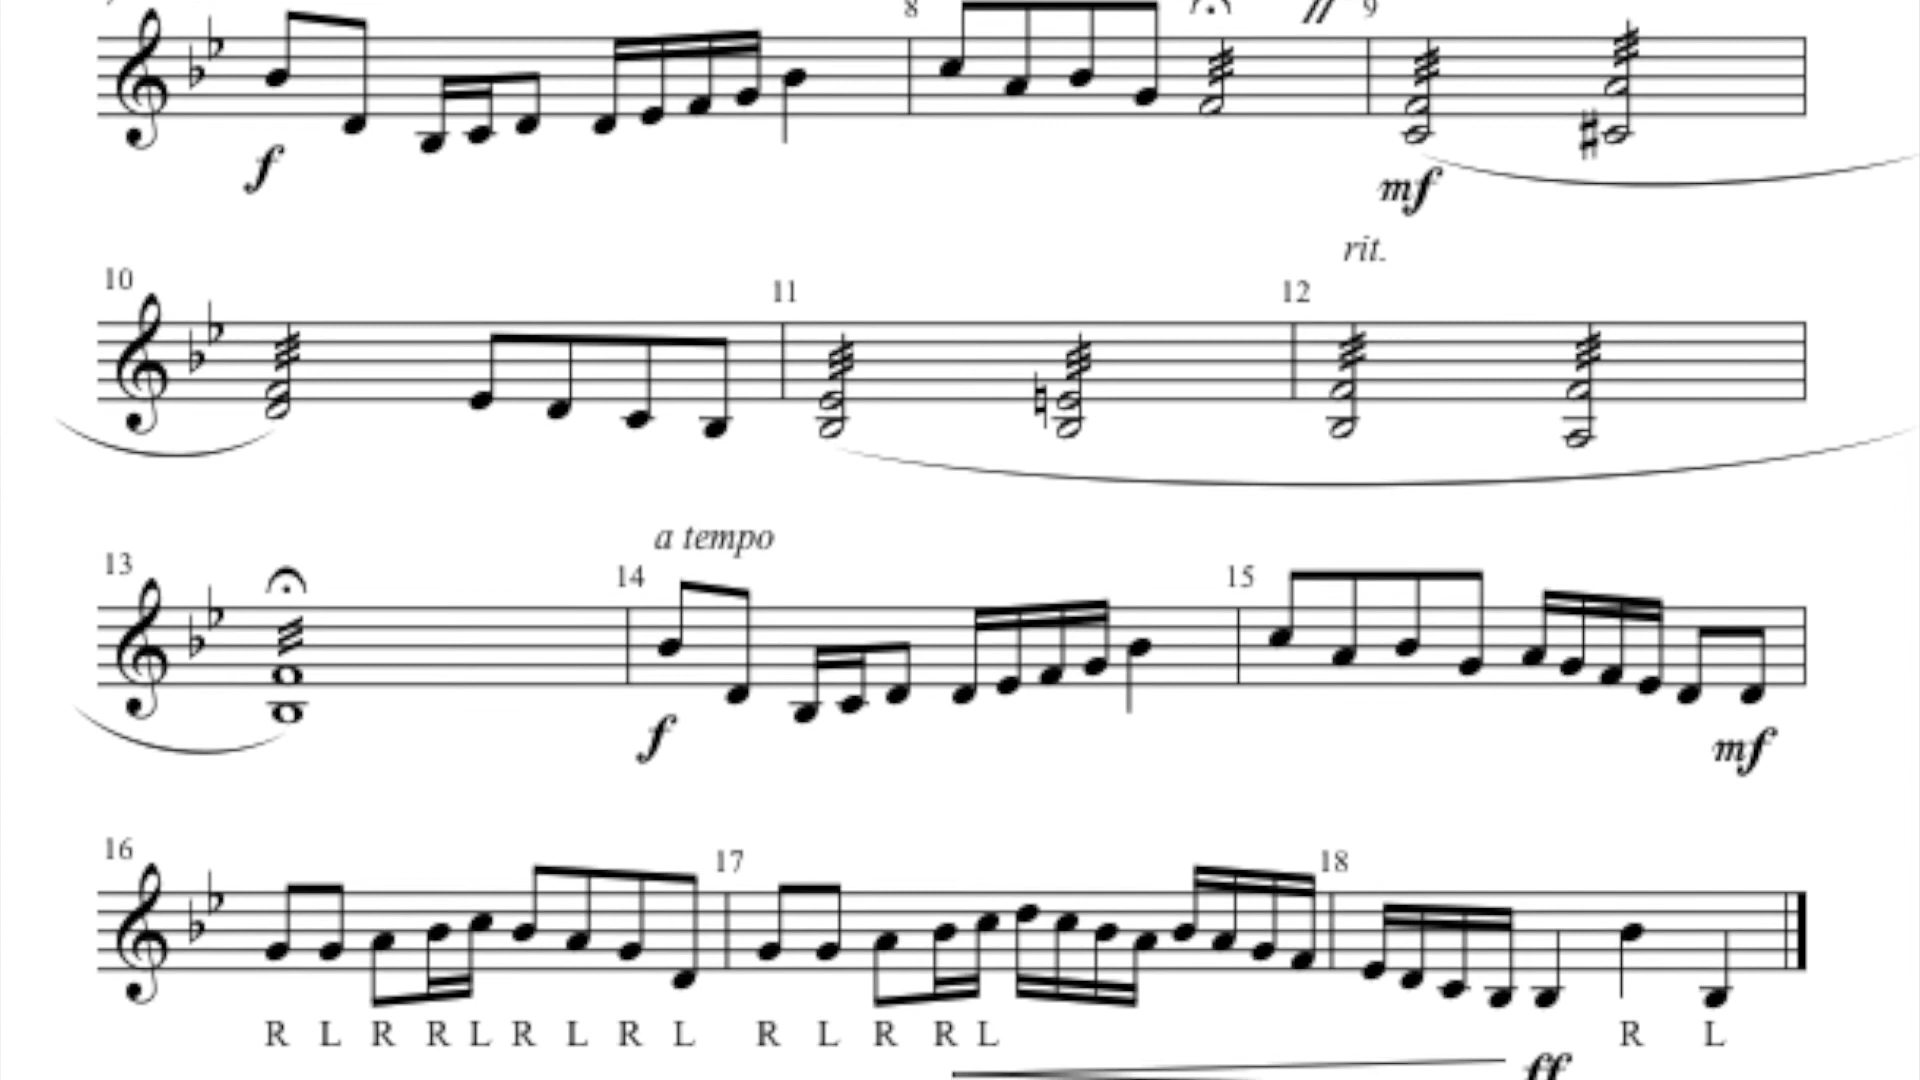 8 9
f
mf
rit.
10 11 12
a tempo
13 14 15
f
mf
16 17 18
R L R R L R L R L R L R R L R L
ff